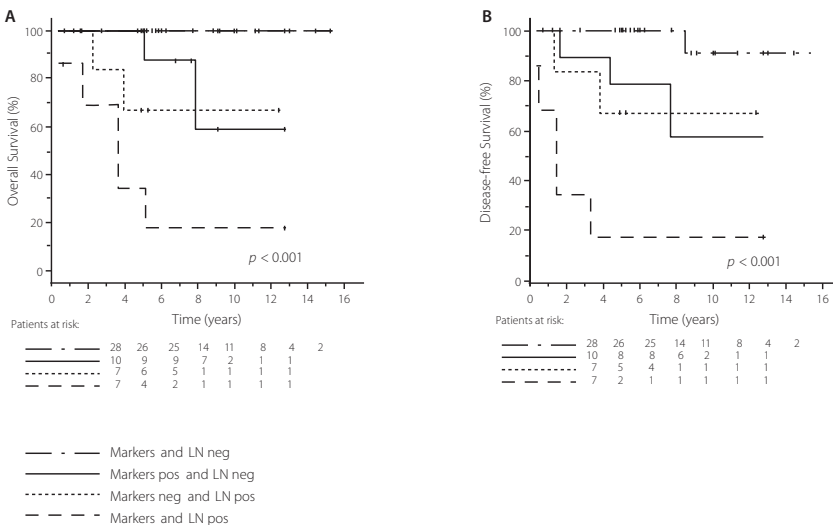 A
Overall Survival (%)
100
80
60
40
20
0
p < 0.001
0 2 4 6 8 10 12 14 16
Time (years)
Patients at risk:
28 26 25 14 11 8 4 2
10 9 9 7 2 1 1
7 6 5 1 1 1 1
7 4 2 1 1 1 1
B
Disease-free Survival (%)
100
80
60
40
20
0
p < 0.001
0 2 4 6 8 10 12 14 16
Time (years)
Patients at risk:
28 26 25 14 11 8 4 2
10 8 8 6 2 1 1
7 5 4 1 1 1 1
7 2 1 1 1 1 1
Markers and LN neg
Markers pos and LN neg
Markers neg and LN pos
Markers and LN pos